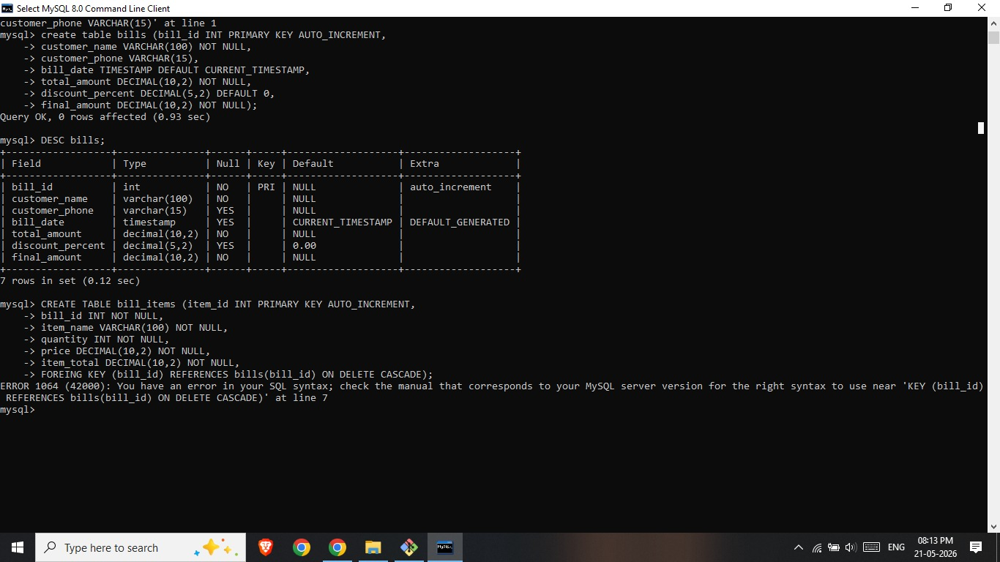 Select MySQL 8.0 Command Line Client
customer_phone VARCHAR(15)' at line 1
mysql> create table bills (bill_id INT PRIMARY KEY AUTO_INCREMENT,
    -> customer_name VARCHAR(100) NOT NULL,
    -> customer_phone VARCHAR(15),
    -> bill_date TIMESTAMP DEFAULT CURRENT_TIMESTAMP,
    -> total_amount DECIMAL(10,2) NOT NULL,
    -> discount_percent DECIMAL(5,2) DEFAULT 0,
    -> final_amount DECIMAL(10,2) NOT NULL);
Query OK, 0 rows affected (0.93 sec)
mysql> DESC bills;
+------------------+---------------+------+-----+-------------------+-------------------+
| Field            | Type          | Null | Key | Default           | Extra             |
+------------------+---------------+------+-----+-------------------+-------------------+
| bill_id          | int           | NO   | PRI | NULL              | auto_increment    |
| customer_name    | varchar(100)  | NO   |     | NULL              |                   |
| customer_phone   | varchar(15)   | YES  |     | NULL              |                   |
| bill_date        | timestamp     | YES  |     | CURRENT_TIMESTAMP | DEFAULT_GENERATED |
| total_amount     | decimal(10,2) | NO   |     | NULL              |                   |
| discount_percent | decimal(5,2)  | YES  |     | 0.00              |                   |
| final_amount     | decimal(10,2) | NO   |     | NULL              |                   |
+------------------+---------------+------+-----+-------------------+-------------------+
7 rows in set (0.12 sec)
mysql> CREATE TABLE bill_items (item_id INT PRIMARY KEY AUTO_INCREMENT,
    -> bill_id INT NOT NULL,
    -> item_name VARCHAR(100) NOT NULL,
    -> quantity INT NOT NULL,
    -> price DECIMAL(10,2) NOT NULL,
    -> item_total DECIMAL(10,2) NOT NULL,
    -> FOREING KEY (bill_id) REFERENCES bills(bill_id) ON DELETE CASCADE);
ERROR 1064 (42000): You have an error in your SQL syntax; check the manual that corresponds to your MySQL server version for the right syntax to use near 'KEY (bill_id)
 REFERENCES bills(bill_id) ON DELETE CASCADE)' at line 7
mysql>
Type here to search
ENG
08:13 PM
21-05-2026